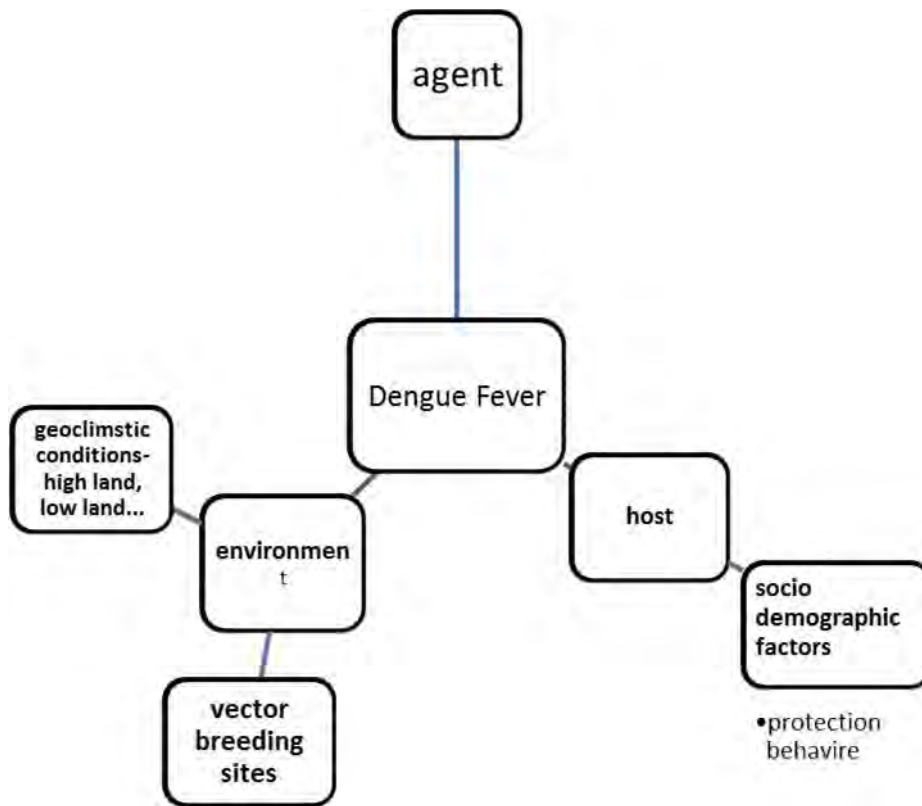 agent
Dengue Fever
geoclimstic
conditions-
high land,
low land...
environmen
t
host
vector
breeding
sites
socio
demographic
factors
•protection
behavire